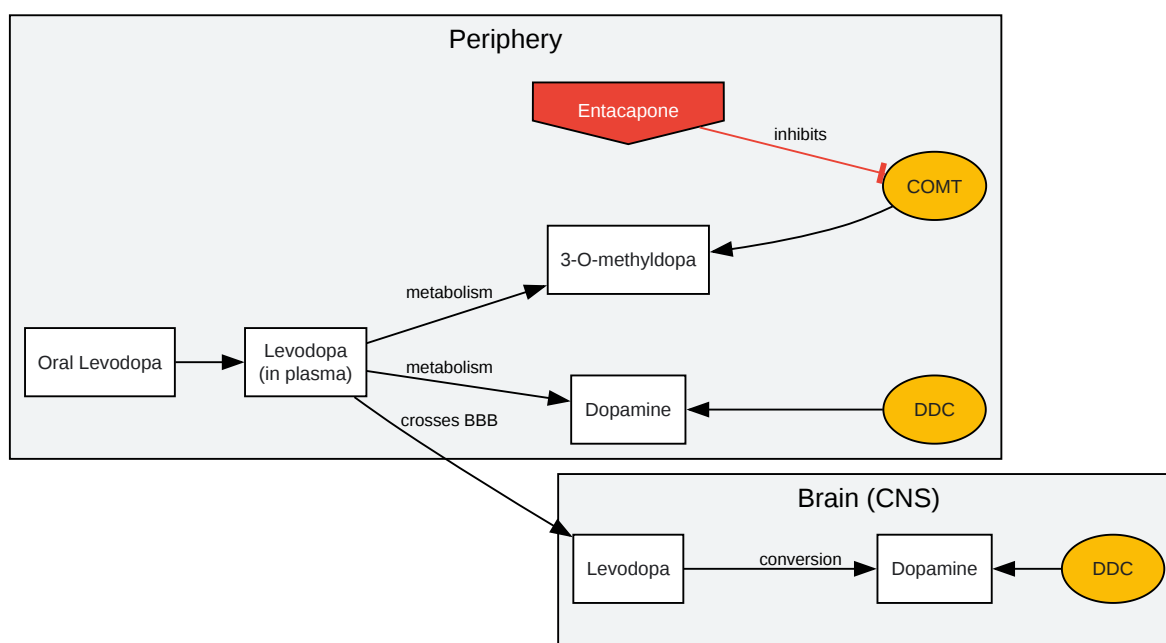 Periphery
Entacapone
inhibits
COMT
3-O-methyldopa
metabolism
Oral Levodopa
Levodopa
(in plasma)
metabolism
Dopamine
DDC
crosses BBB
Brain (CNS)
Levodopa
conversion
Dopamine
DDC